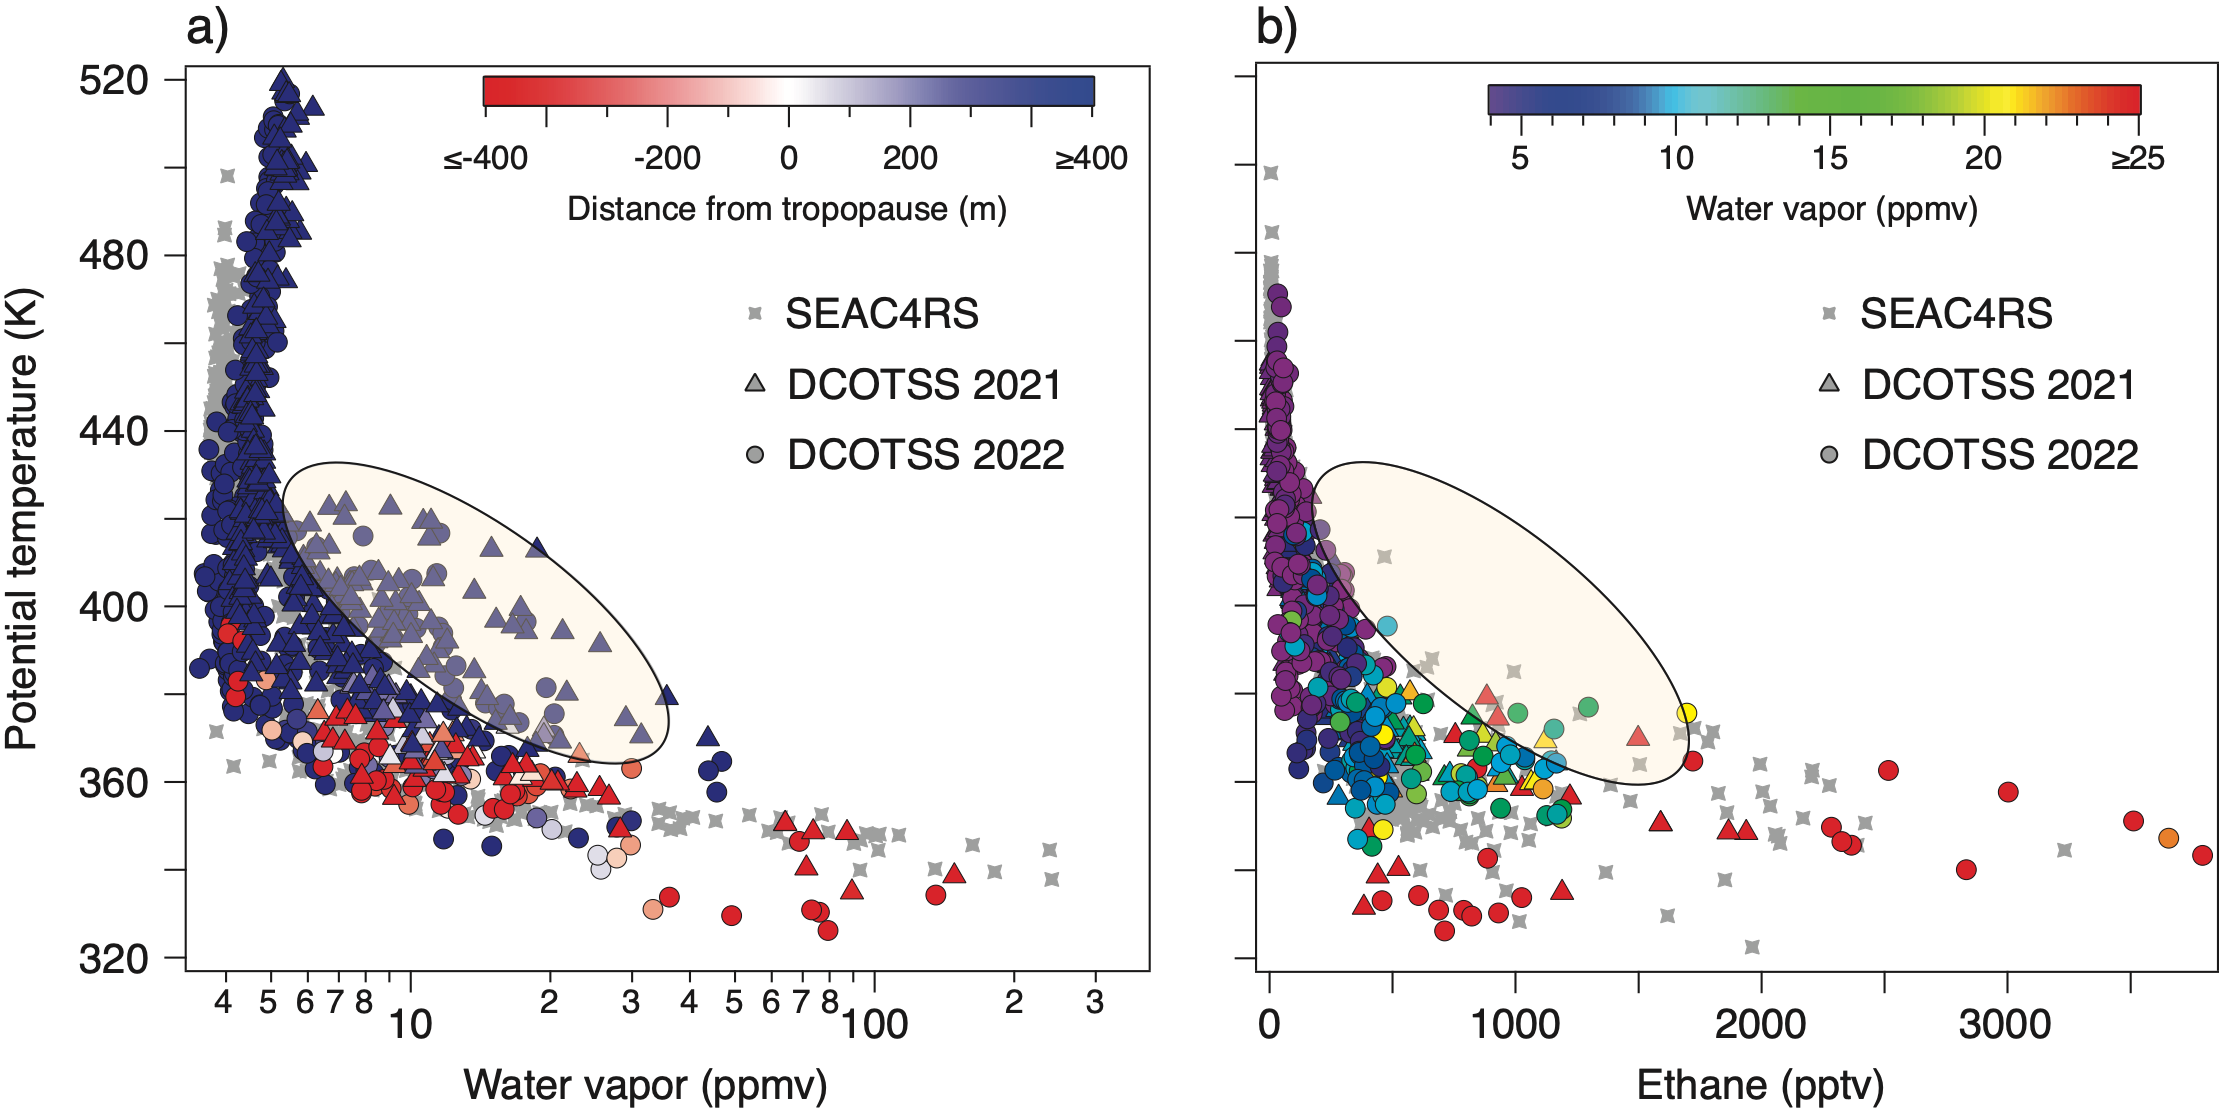 a)
520
480
440
400
360
320
Potential temperature (K)
≤-400 -200 0 200 ≥400
Distance from tropopause (m)
SEAC4RS
DCOTSS 2021
DCOTSS 2022
4 5 6 7 8 2 3 4 5 6 7 8 2 3
10 100
Water vapor (ppmv)
b)
5 10 15 20 ≥25
Water vapor (ppmv)
SEAC4RS
DCOTSS 2021
DCOTSS 2022
0 1000 2000 3000
Ethane (pptv)